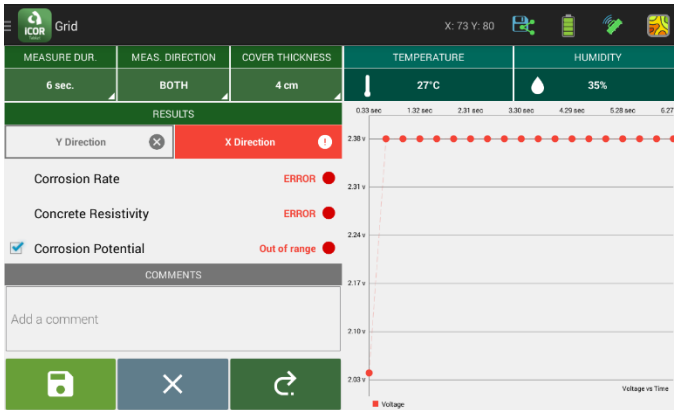 ICOR
Grid
X: 73 Y: 80
MEASURE DUR. MEAS. DIRECTION COVER THICKNESS TEMPERATURE HUMIDITY
6 sec. BOTH 4 cm 27°C 35%
RESULTS
Y Direction X Direction
Corrosion Rate ERROR
Concrete Resistivity ERROR
Corrosion Potential Out of range
COMMENTS
Add a comment
0.33 sec 1.32 sec 2.31 sec 3.30 sec 4.29 sec 5.28 sec 6.27
2.38 v
2.31 v
2.24 v
2.17 v
2.10 v
2.03 v
Voltage vs Time
Voltage